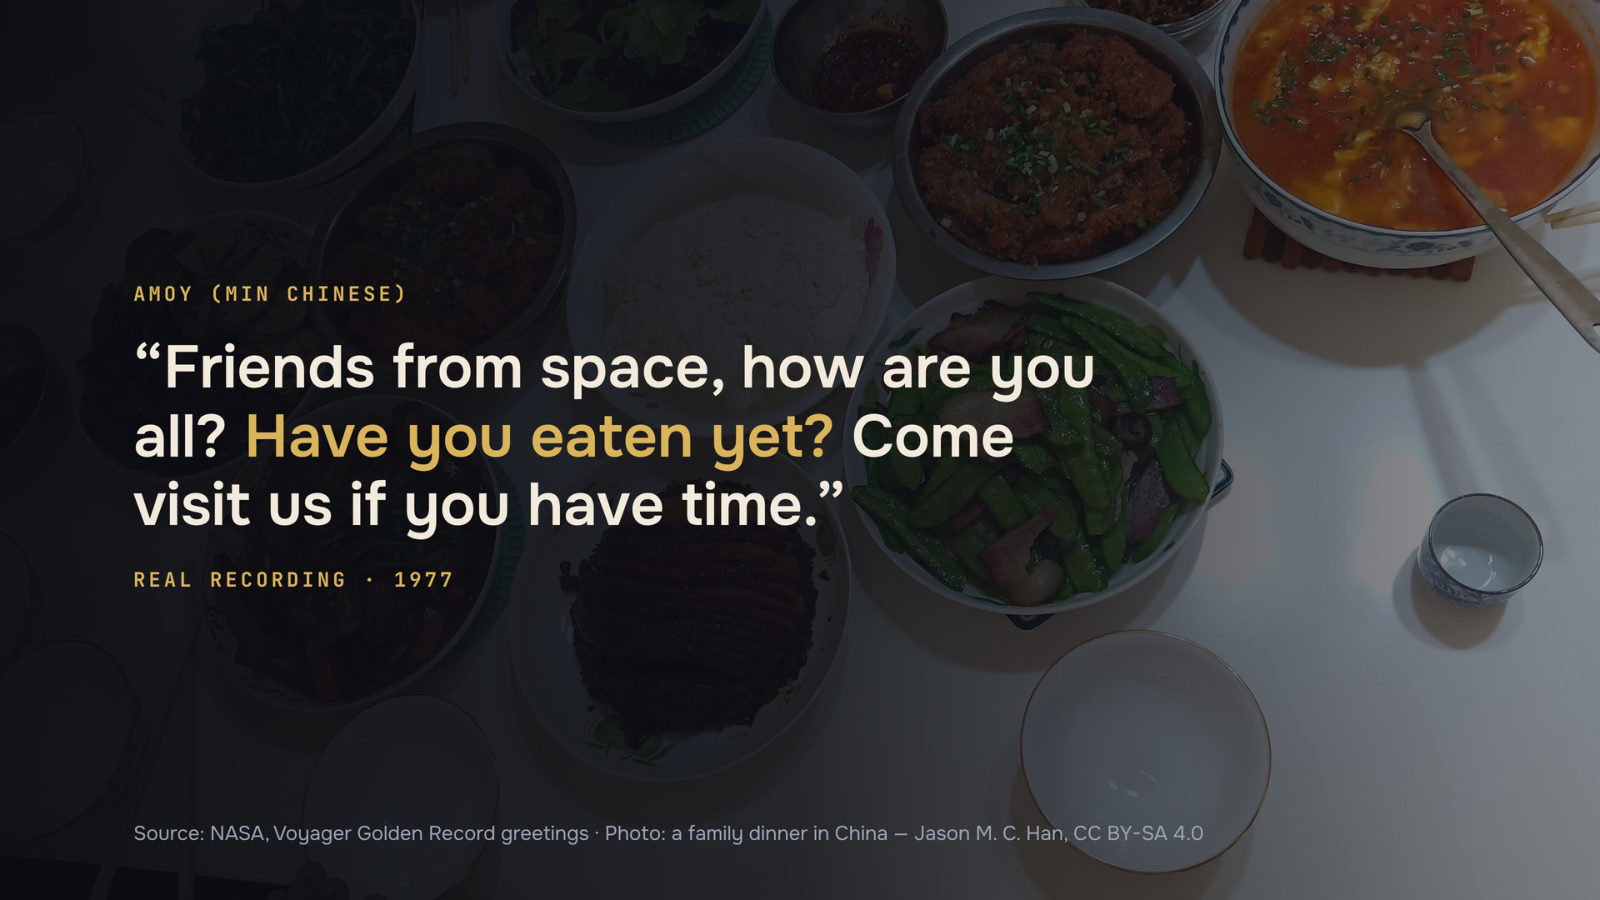 AMOY (MIN CHINESE)
“Friends from space, how are you
all? Have you eaten yet? Come
visit us if you have time.”
REAL RECORDING · 1977
Source: NASA, Voyager Golden Record greetings · Photo: a family dinner in China — Jason M. C. Han, CC BY-SA 4.0